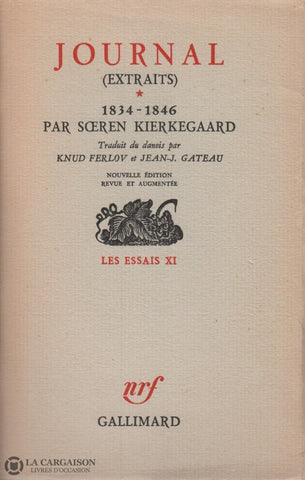 JOURNAL
(EXTRAITS)
*
1834-1846
PAR SŒREN KIERKEGAARD
Traduit du danois par
KNUD FERLOV et JEAN-J. GATEAU
NOUVELLE ÉDITION
REVUE ET AUGMENTÉE
LES ESSAIS XI
nrf
GALLIMARD
LA CARGAISON
LIVRES D'OCCASION